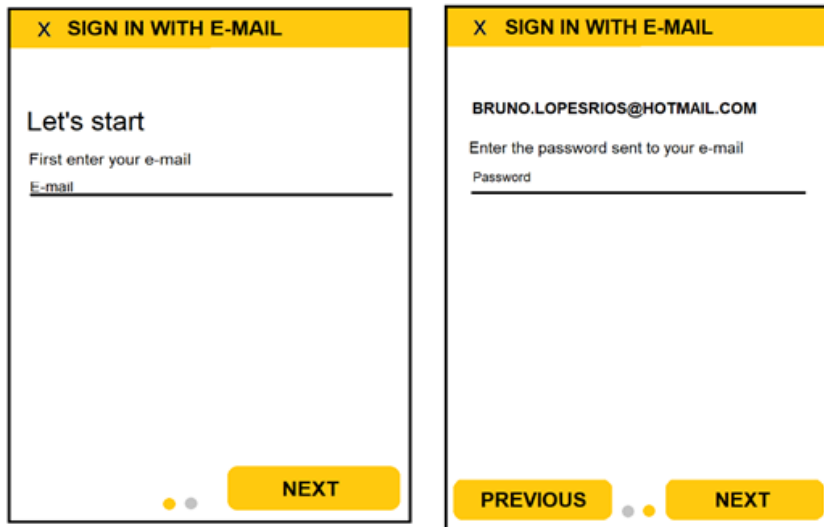 X SIGN IN WITH E-MAIL
Let's start
First enter your e-mail
E-mail
NEXT
X SIGN IN WITH E-MAIL
BRUNO.LOPESRIOS@HOTMAIL.COM
Enter the password sent to your e-mail
Password
PREVIOUS
NEXT